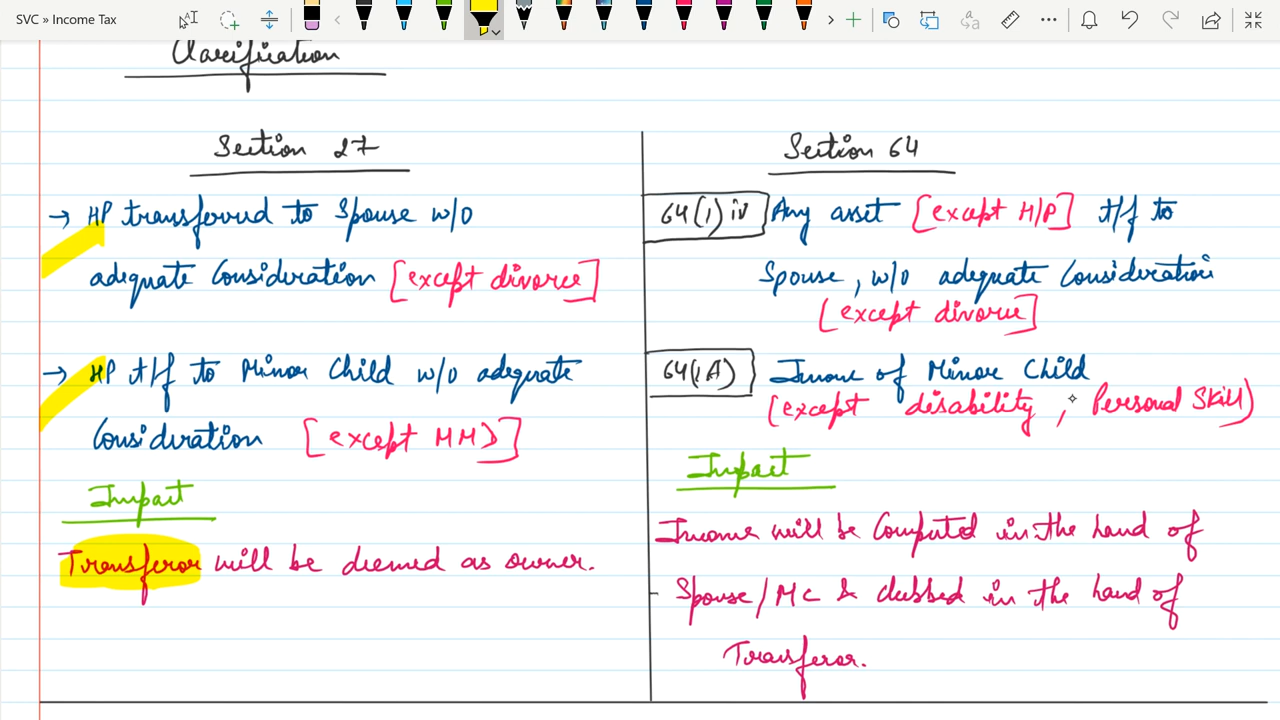 SVC » Income Tax
Clarification
Section 27
→ HP transferred to Spouse w/o
adequate Consideration [except divorce]
→ HP t/f to Minor Child w/o adequate
Consideration [except MMD]
Impact
Transferor will be deemed as owner.
Section 64
64(1) iv Any asset [except H/P] t/f to
Spouse, w/o adequate Consideration
[except divorce]
64(1A) Income of Minor Child
(except disability, Personal Skill)
Impact
Income will be Computed in the hand of
Spouse/MC & clubbed in the hand of
Transferor.